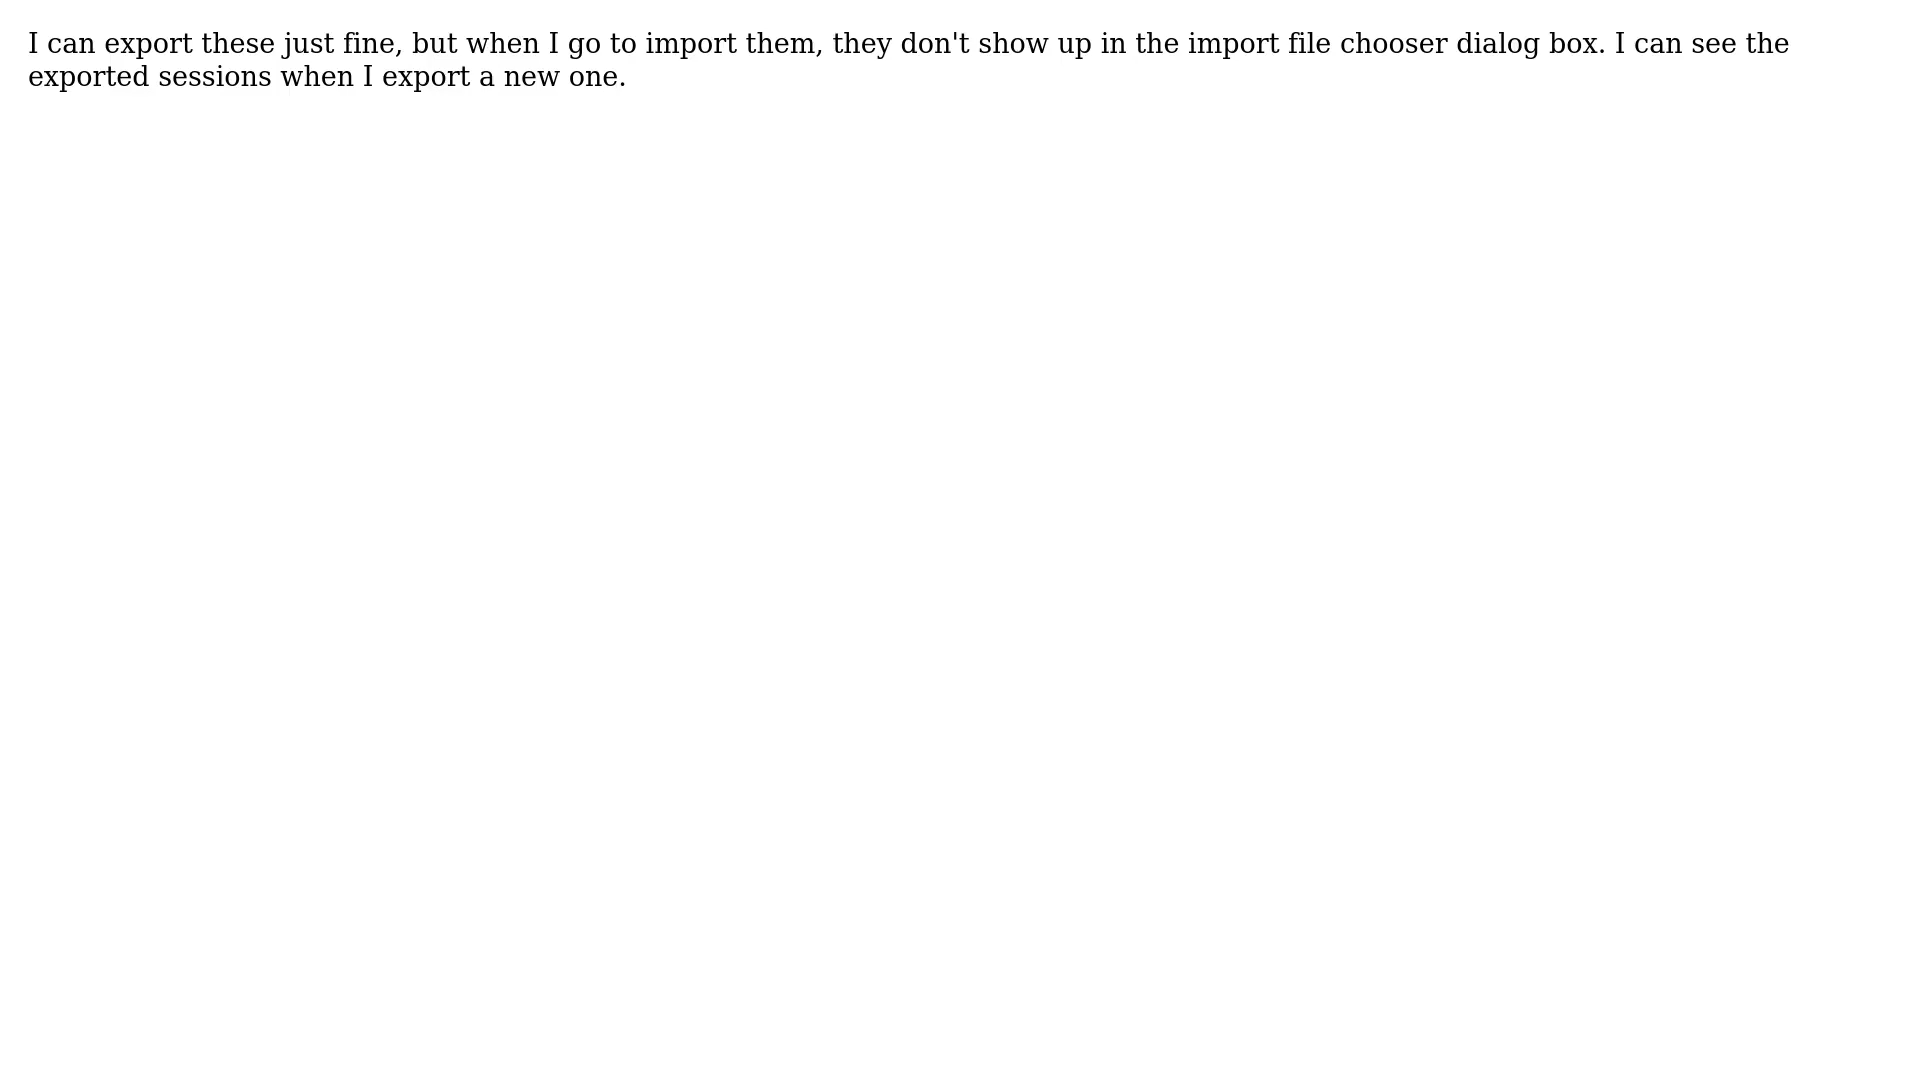 I can export these just fine, but when I go to import them, they don't show up in the import file chooser dialog box. I can see the
exported sessions when I export a new one.